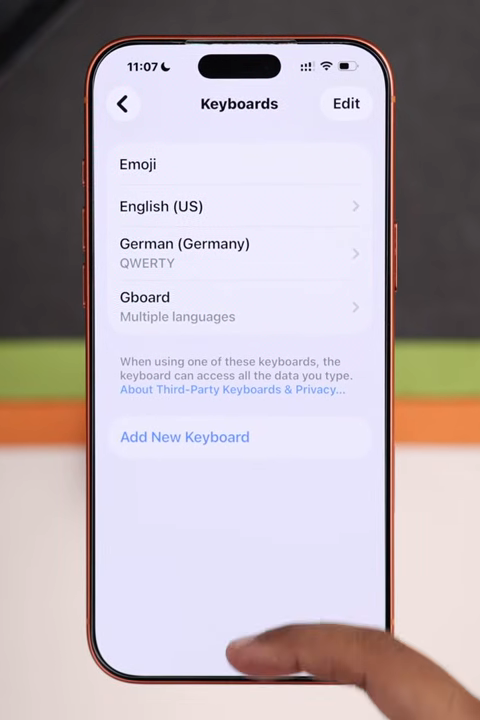 11:07
Keyboards
Edit
Emoji
English (US)
German (Germany)
QWERTY
Gboard
Multiple languages
When using one of these keyboards, the
keyboard can access all the data you type.
About Third-Party Keyboards & Privacy...
Add New Keyboard